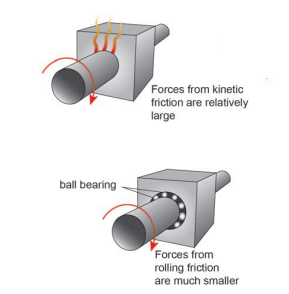 Forces from kinetic
friction are relatively
large
ball bearing
Forces from
rolling friction
are much smaller